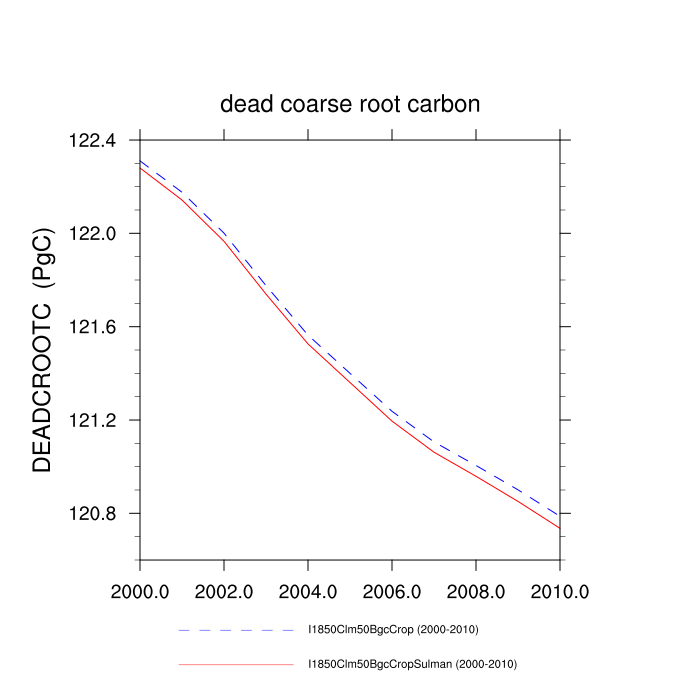 dead coarse root carbon
DEADCROOTC (PgC)
122.4
122.0
121.6
121.2
120.8
2000.0 2002.0 2004.0 2006.0 2008.0 2010.0
I1850Clm50BgcCrop (2000-2010)
I1850Clm50BgcCropSulman (2000-2010)